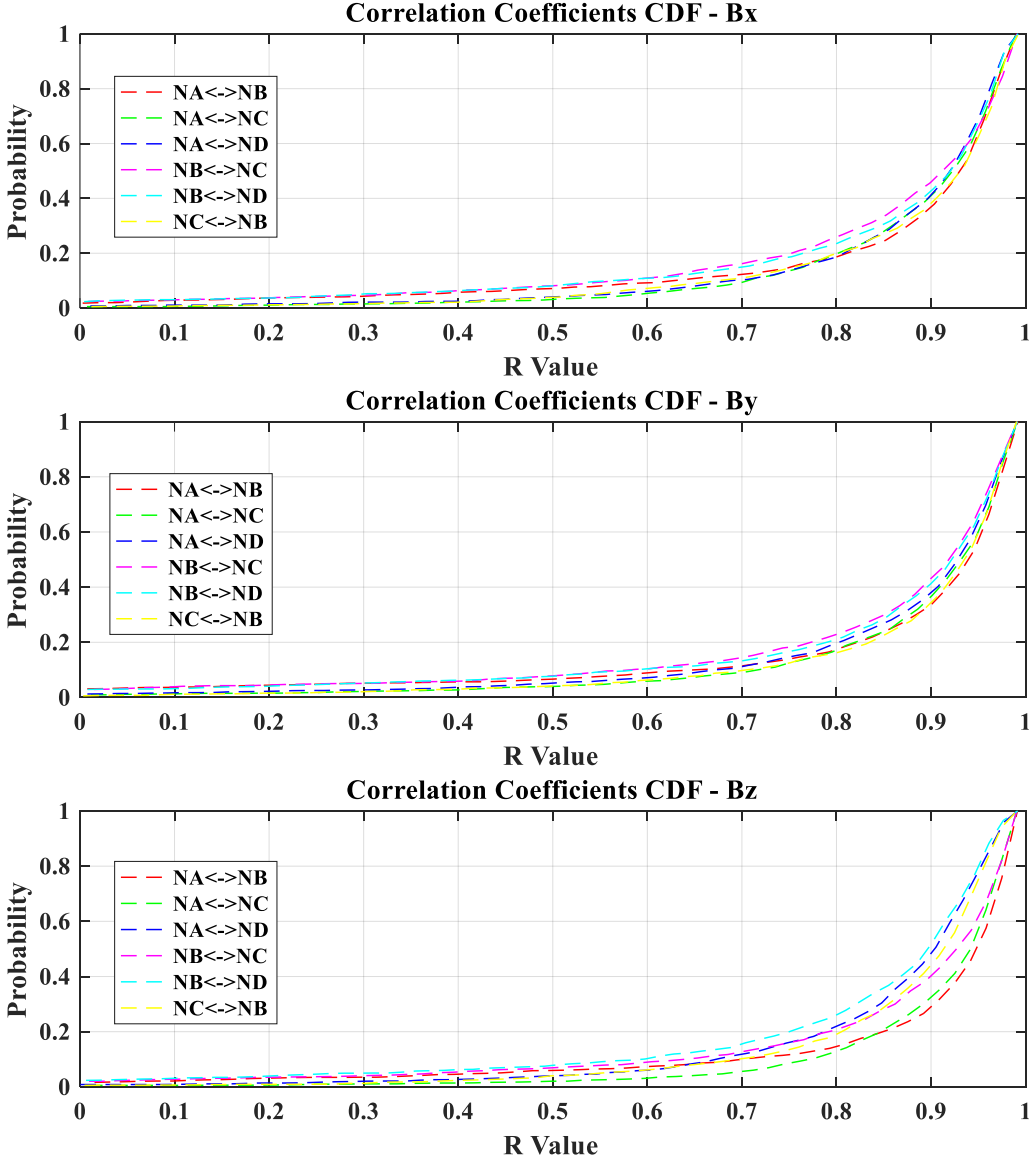 Correlation Coefficients CDF - Bx
1
0.8
0.6
0.4
0.2
0
Probability
NA<->NB
NA<->NC
NA<->ND
NB<->NC
NB<->ND
NC<->NB
0 0.1 0.2 0.3 0.4 0.5 0.6 0.7 0.8 0.9 1
R Value
Correlation Coefficients CDF - By
1
0.8
0.6
0.4
0.2
0
Probability
NA<->NB
NA<->NC
NA<->ND
NB<->NC
NB<->ND
NC<->NB
0 0.1 0.2 0.3 0.4 0.5 0.6 0.7 0.8 0.9 1
R Value
Correlation Coefficients CDF - Bz
1
0.8
0.6
0.4
0.2
0
Probability
NA<->NB
NA<->NC
NA<->ND
NB<->NC
NB<->ND
NC<->NB
0 0.1 0.2 0.3 0.4 0.5 0.6 0.7 0.8 0.9 1
R Value